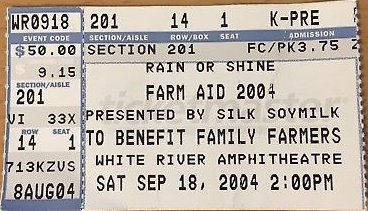 WR0918 201 14 1 K-PRE
EVENT CODE SECTION/AISLE ROW/BOX SEAT ADMISSION
$50.00 SECTION 201 FC/PK3.75
9.15 RAIN OR SHINE
SECTION/AISLE
201 FARM AID 2004
VI 33X PRESENTED BY SILK SOYMILK
ROW SEAT
14 1 TO BENEFIT FAMILY FARMERS
713KZVS WHITE RIVER AMPHITHEATRE
8AUG04 SAT SEP 18, 2004 2:00PM